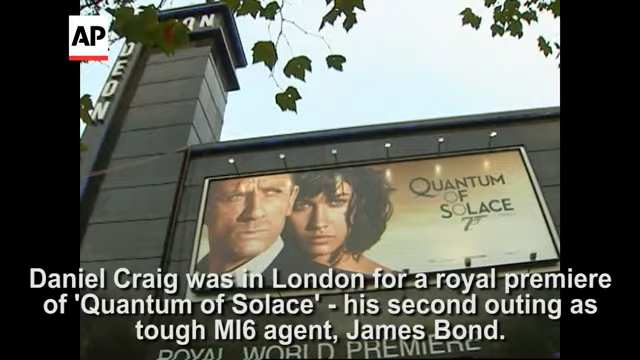 AP
ODEON
QUANTUM
OF
SOLACE
007
Daniel Craig was in London for a royal premiere
of 'Quantum of Solace' - his second outing as
tough MI6 agent, James Bond.
ROYAL WORLD PREMIERE